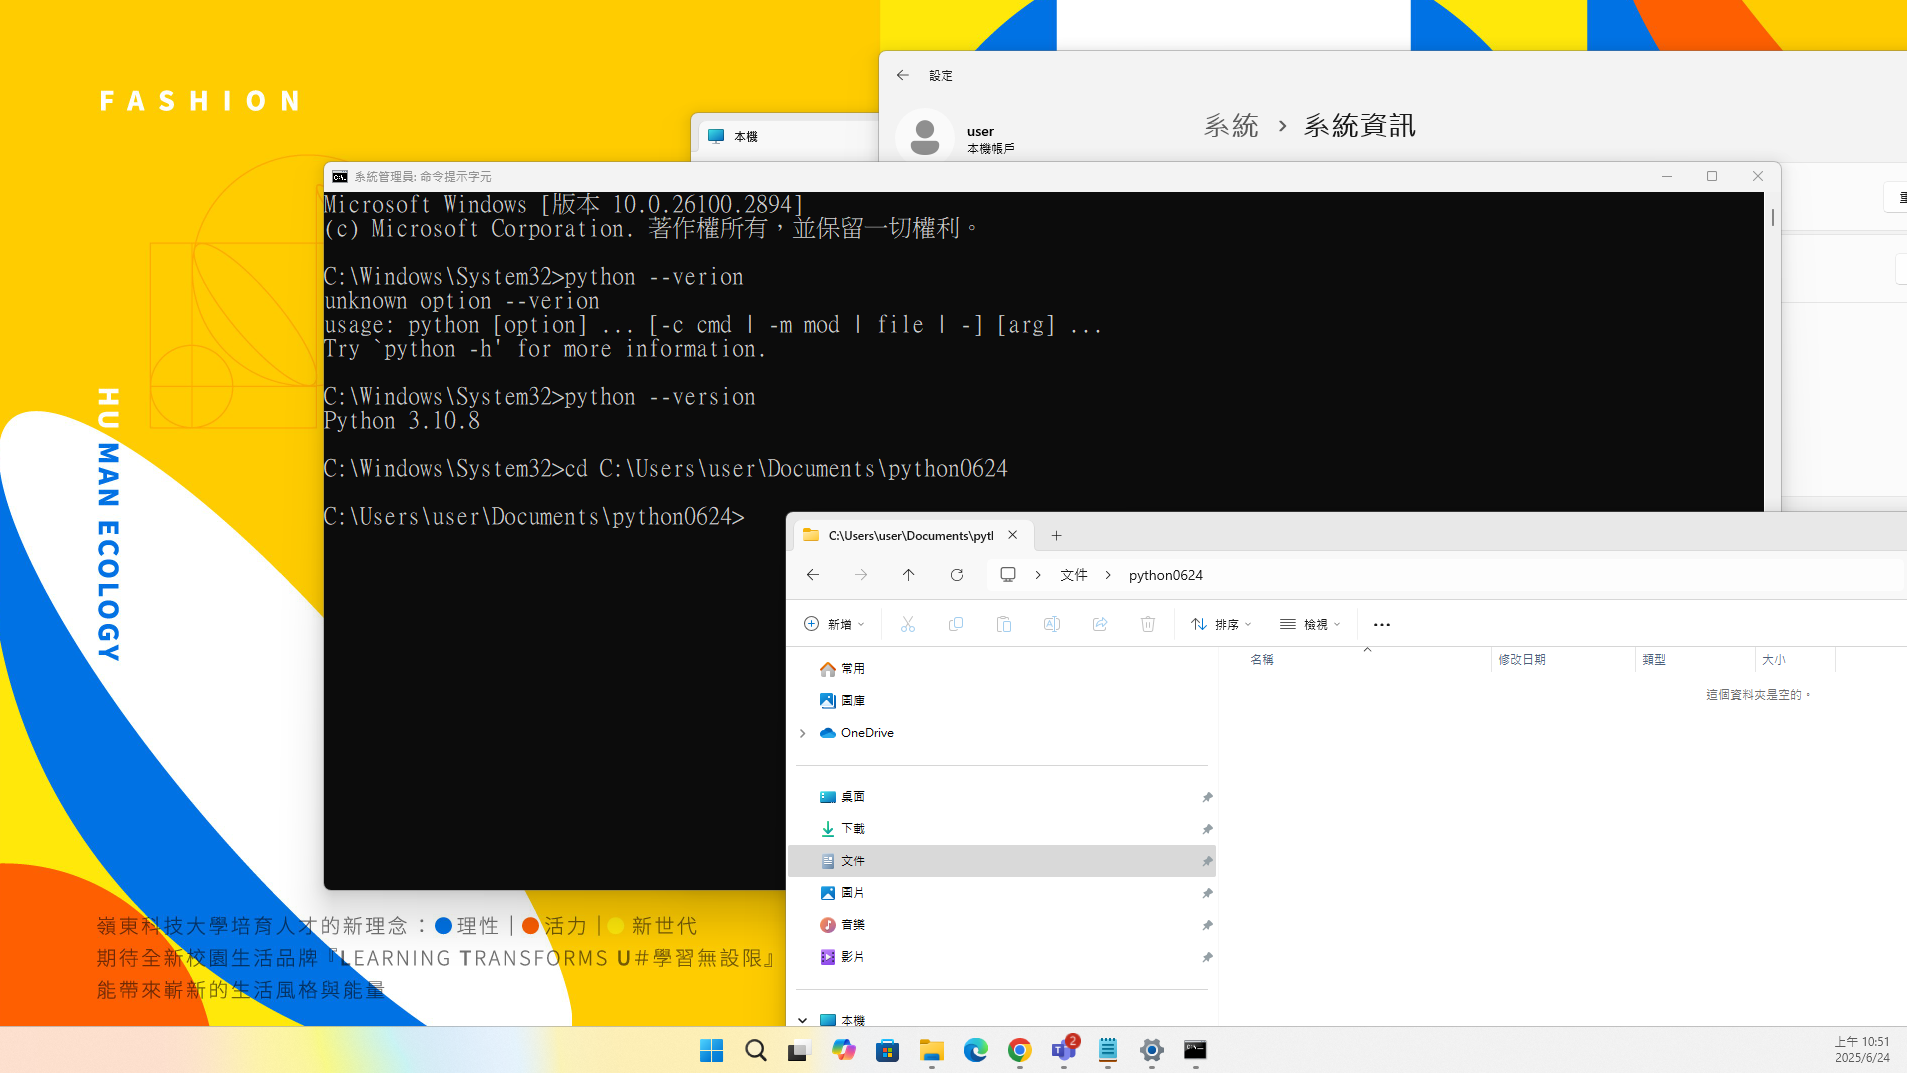 FASHION
HUMAN ECOLOGY
設定
user
本機帳戶
系統 › 系統資訊
本機
系統管理員: 命令提示字元
Microsoft Windows [版本 10.0.26100.2894]
(c) Microsoft Corporation. 著作權所有，並保留一切權利。
C:\Windows\System32>python --verion
unknown option --verion
usage: python [option] ... [-c cmd | -m mod | file | -] [arg] ...
Try `python -h' for more information.
C:\Windows\System32>python --version
Python 3.10.8
C:\Windows\System32>cd C:\Users\user\Documents\python0624
C:\Users\user\Documents\python0624>
C:\Users\user\Documents\pytl
文件 › python0624
新增
排序
檢視
常用
圖庫
OneDrive
桌面
下載
文件
圖片
音樂
影片
本機
名稱 修改日期 類型 大小
這個資料夾是空的。
嶺東科技大學培育人才的新理念：理性｜活力｜新世代
期待全新校園生活品牌『LEARNING TRANSFORMS U#學習無設限』
能帶來嶄新的生活風格與能量
2
上午 10:51
2025/6/24